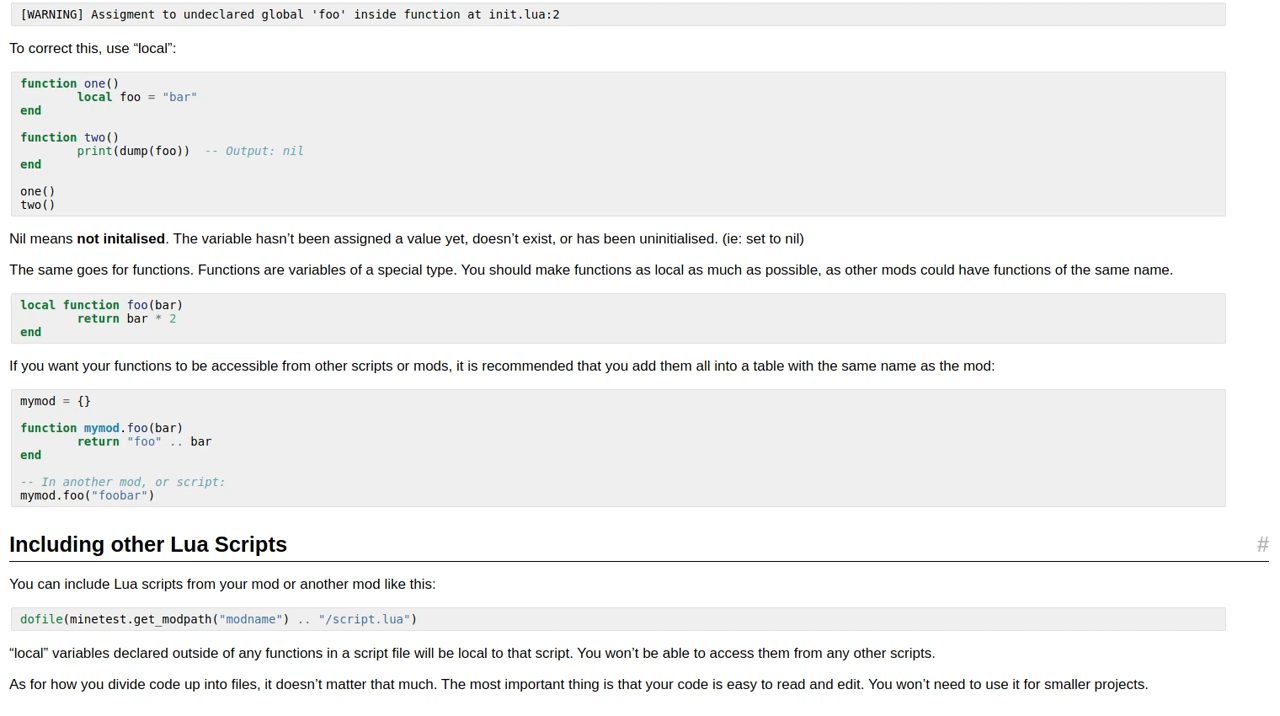 [WARNING] Assigment to undeclared global 'foo' inside function at init.lua:2
To correct this, use “local”:
function one()
        local foo = "bar"
end
function two()
        print(dump(foo))  -- Output: nil
end
one()
two()
Nil means not initalised. The variable hasn’t been assigned a value yet, doesn’t exist, or has been uninitialised. (ie: set to nil)
The same goes for functions. Functions are variables of a special type. You should make functions as local as much as possible, as other mods could have functions of the same name.
local function foo(bar)
        return bar * 2
end
If you want your functions to be accessible from other scripts or mods, it is recommended that you add them all into a table with the same name as the mod:
mymod = {}
function mymod.foo(bar)
        return "foo" .. bar
end
-- In another mod, or script:
mymod.foo("foobar")
Including other Lua Scripts #
You can include Lua scripts from your mod or another mod like this:
dofile(minetest.get_modpath("modname") .. "/script.lua")
“local” variables declared outside of any functions in a script file will be local to that script. You won’t be able to access them from any other scripts.
As for how you divide code up into files, it doesn’t matter that much. The most important thing is that your code is easy to read and edit. You won’t need to use it for smaller projects.